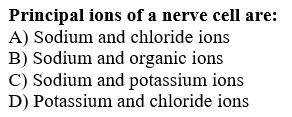 Principal ions of a nerve cell are:
A) Sodium and chloride ions
B) Sodium and organic ions
C) Sodium and potassium ions
D) Potassium and chloride ions